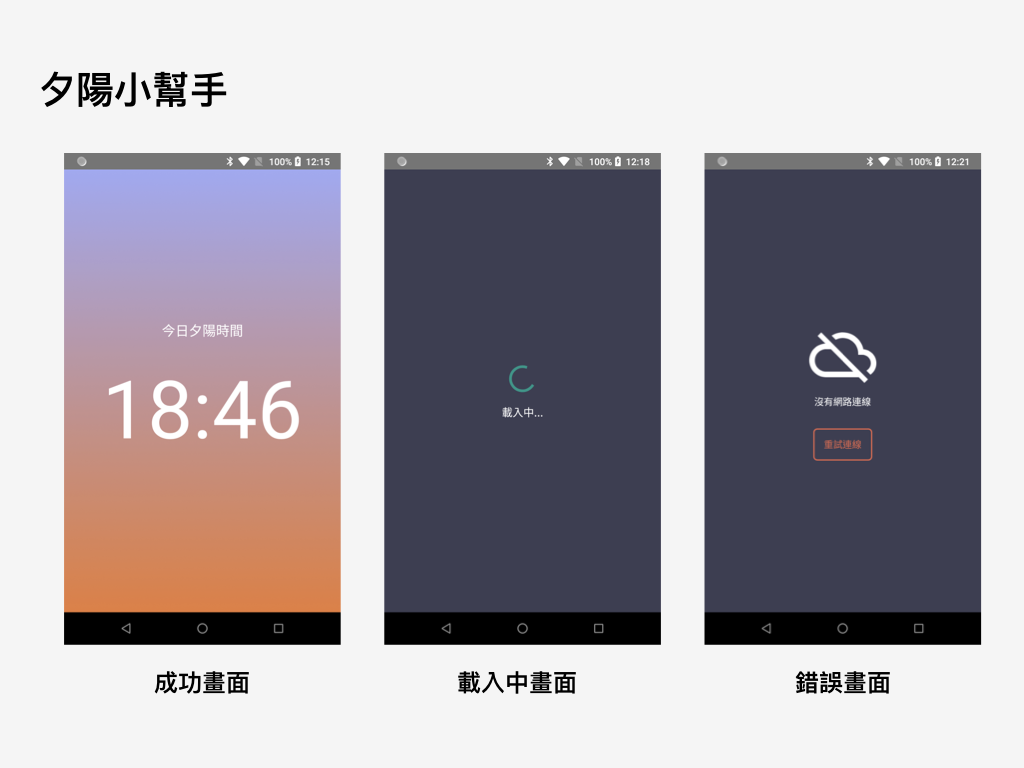 夕陽小幫手
100% 12:15
今日夕陽時間
18:46
成功畫面
100% 12:18
載入中...
載入中畫面
100% 12:21
沒有網路連線
重試連線
錯誤畫面